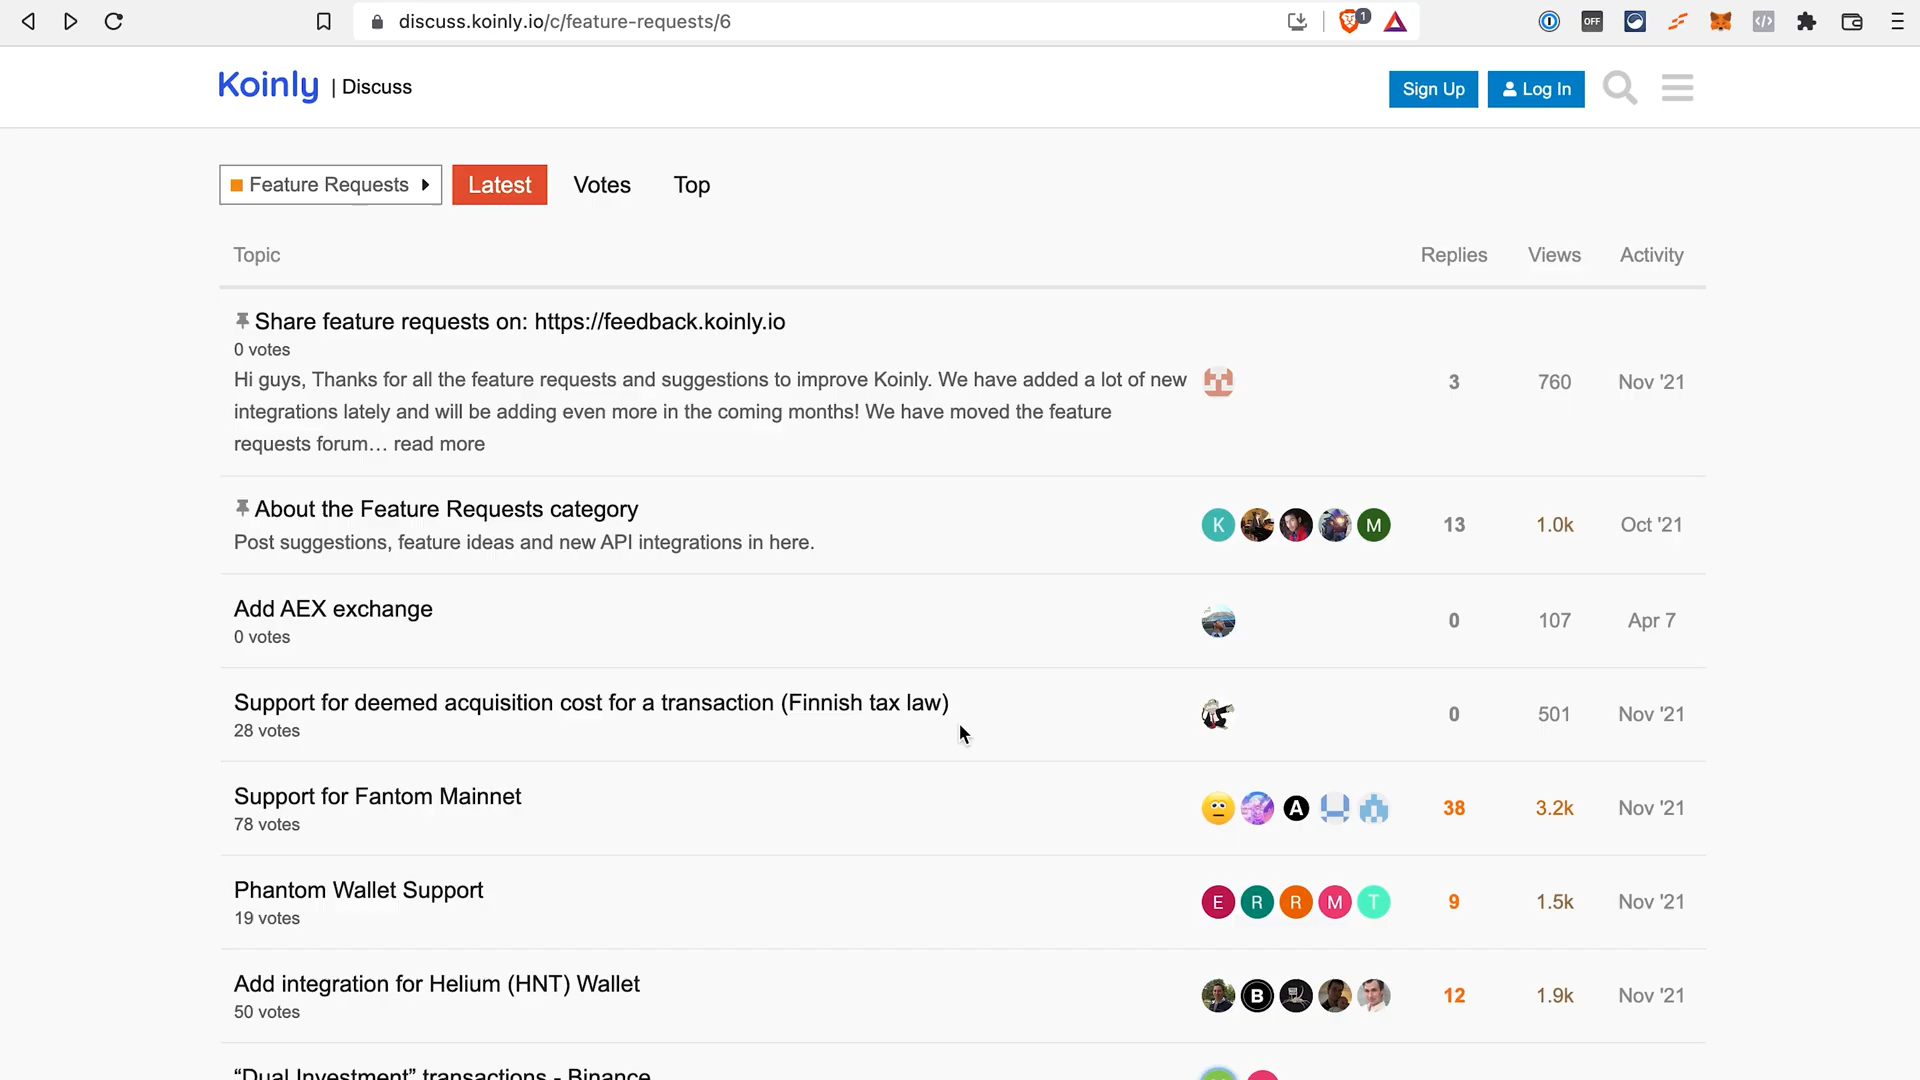 discuss.koinly.io/c/feature-requests/6
1
OFF
Koinly | Discuss
Sign Up
Log In
Feature Requests
Latest
Votes
Top
Topic
Replies
Views
Activity
Share feature requests on: https://feedback.koinly.io
0 votes
Hi guys, Thanks for all the feature requests and suggestions to improve Koinly. We have added a lot of new
integrations lately and will be adding even more in the coming months! We have moved the feature
requests forum… read more
3
760
Nov '21
About the Feature Requests category
Post suggestions, feature ideas and new API integrations in here.
K
M
13
1.0k
Oct '21
Add AEX exchange
0 votes
0
107
Apr 7
Support for deemed acquisition cost for a transaction (Finnish tax law)
28 votes
0
501
Nov '21
Support for Fantom Mainnet
78 votes
A
38
3.2k
Nov '21
Phantom Wallet Support
19 votes
E
R
R
M
T
9
1.5k
Nov '21
Add integration for Helium (HNT) Wallet
50 votes
B
12
1.9k
Nov '21
“Dual Investment” transactions - Binance